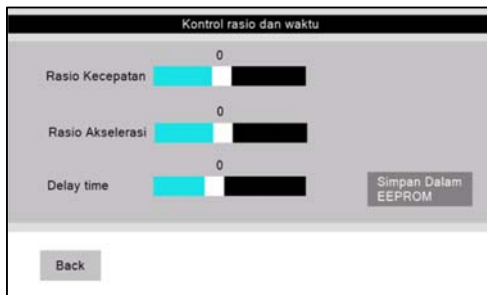 Kontrol rasio dan waktu
0
Rasio Kecepatan
0
Rasio Akselerasi
0
Delay time
Simpan Dalam
EEPROM
Back